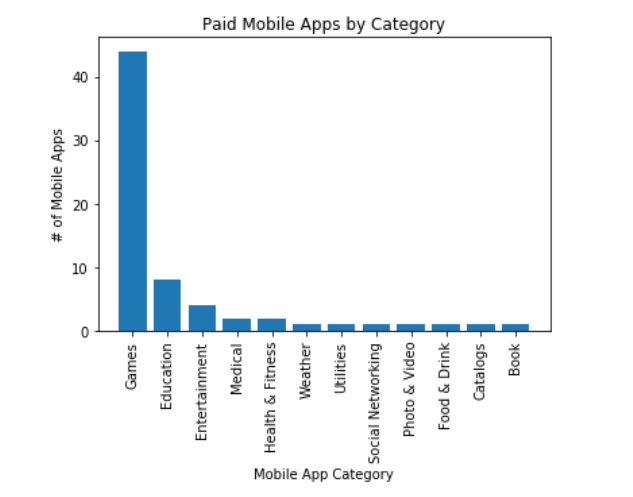 Paid Mobile Apps by Category
# of Mobile Apps
40
30
20
10
0
Games
Education
Entertainment
Medical
Health & Fitness
Weather
Utilities
Social Networking
Photo & Video
Food & Drink
Catalogs
Book
Mobile App Category